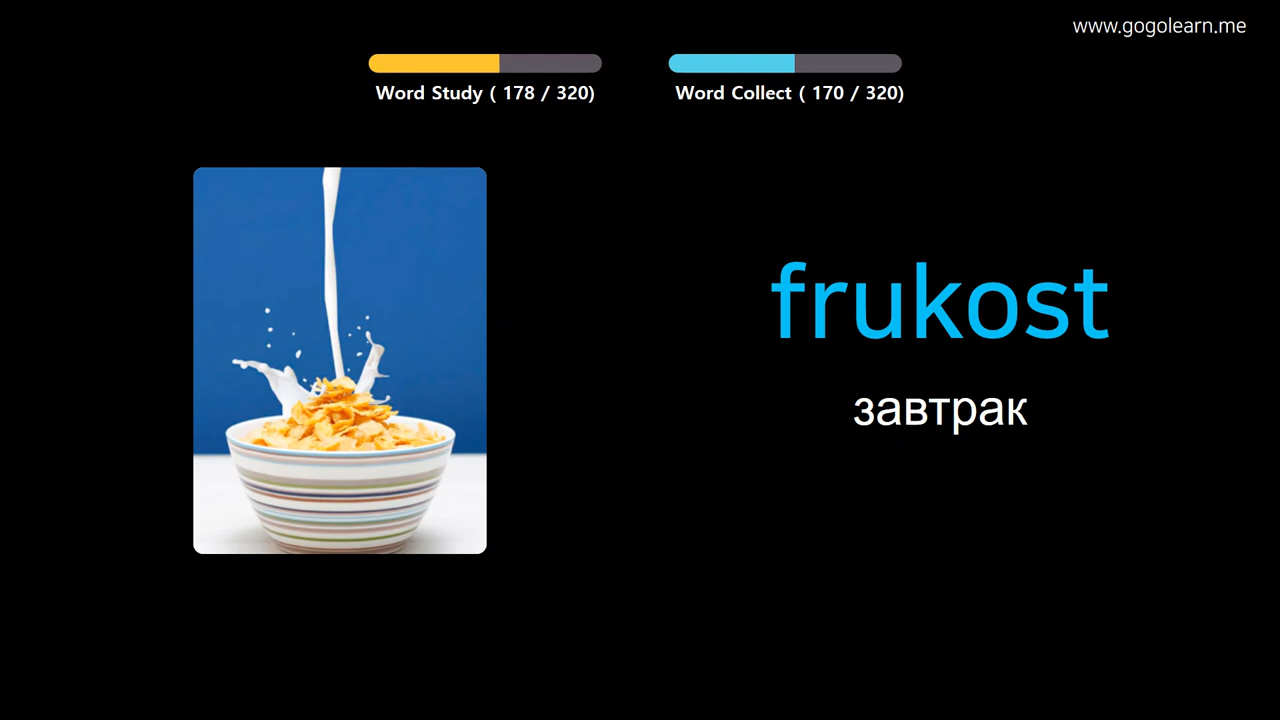 www.gogolearn.me
Word Study ( 178 / 320)
Word Collect ( 170 / 320)
frukost
завтрак